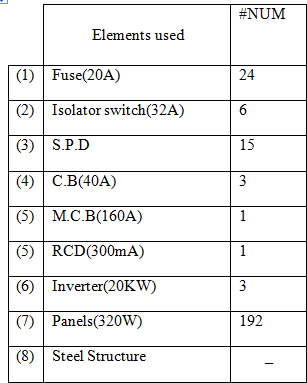 Elements used #NUM
(1) Fuse(20A) 24
(2) Isolator switch(32A) 6
(3) S.P.D 15
(4) C.B(40A) 3
(5) M.C.B(160A) 1
(5) RCD(300mA) 1
(6) Inverter(20KW) 3
(7) Panels(320W) 192
(8) Steel Structure _